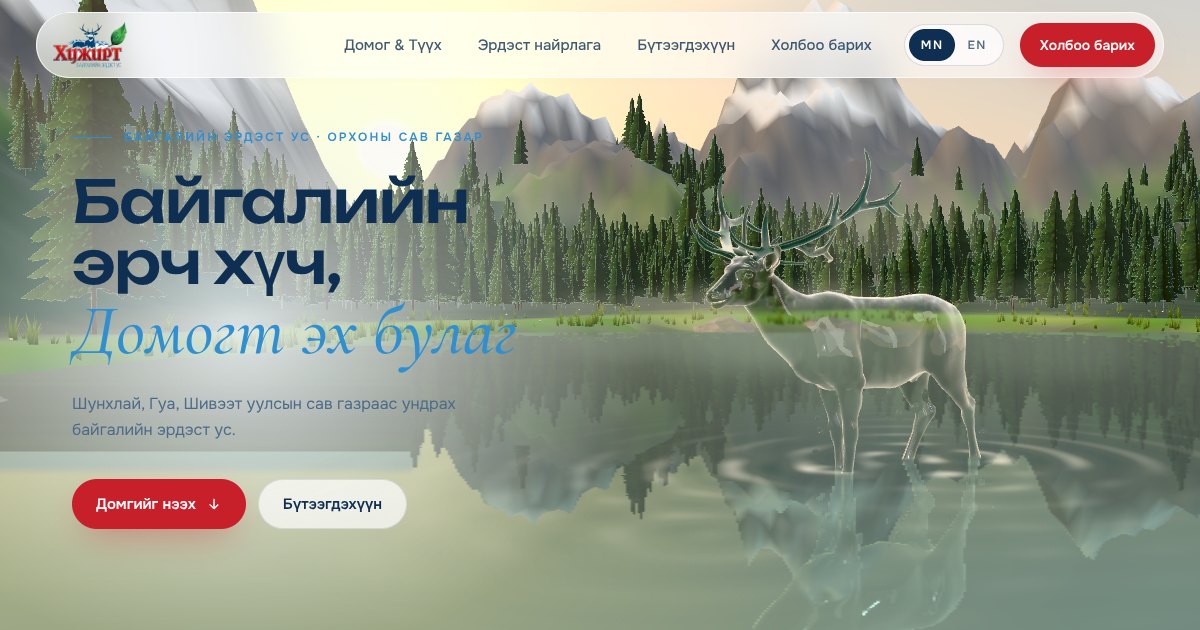 Хужирт
Домог & Түүх
Эрдэст найрлага
Бүтээгдэхүүн
Холбоо барих
MN
EN
Холбоо барих
БАЙГАЛИЙН ЭРДЭСТ УС · ОРХОНЫ САВ ГАЗАР
Байгалийн
эрч хүч,
Домогт эх булаг
Шунхлай, Гуа, Шивээт уулсын сав газраас ундрах
байгалийн эрдэст ус.
Домгийг нээх ↓
Бүтээгдэхүүн